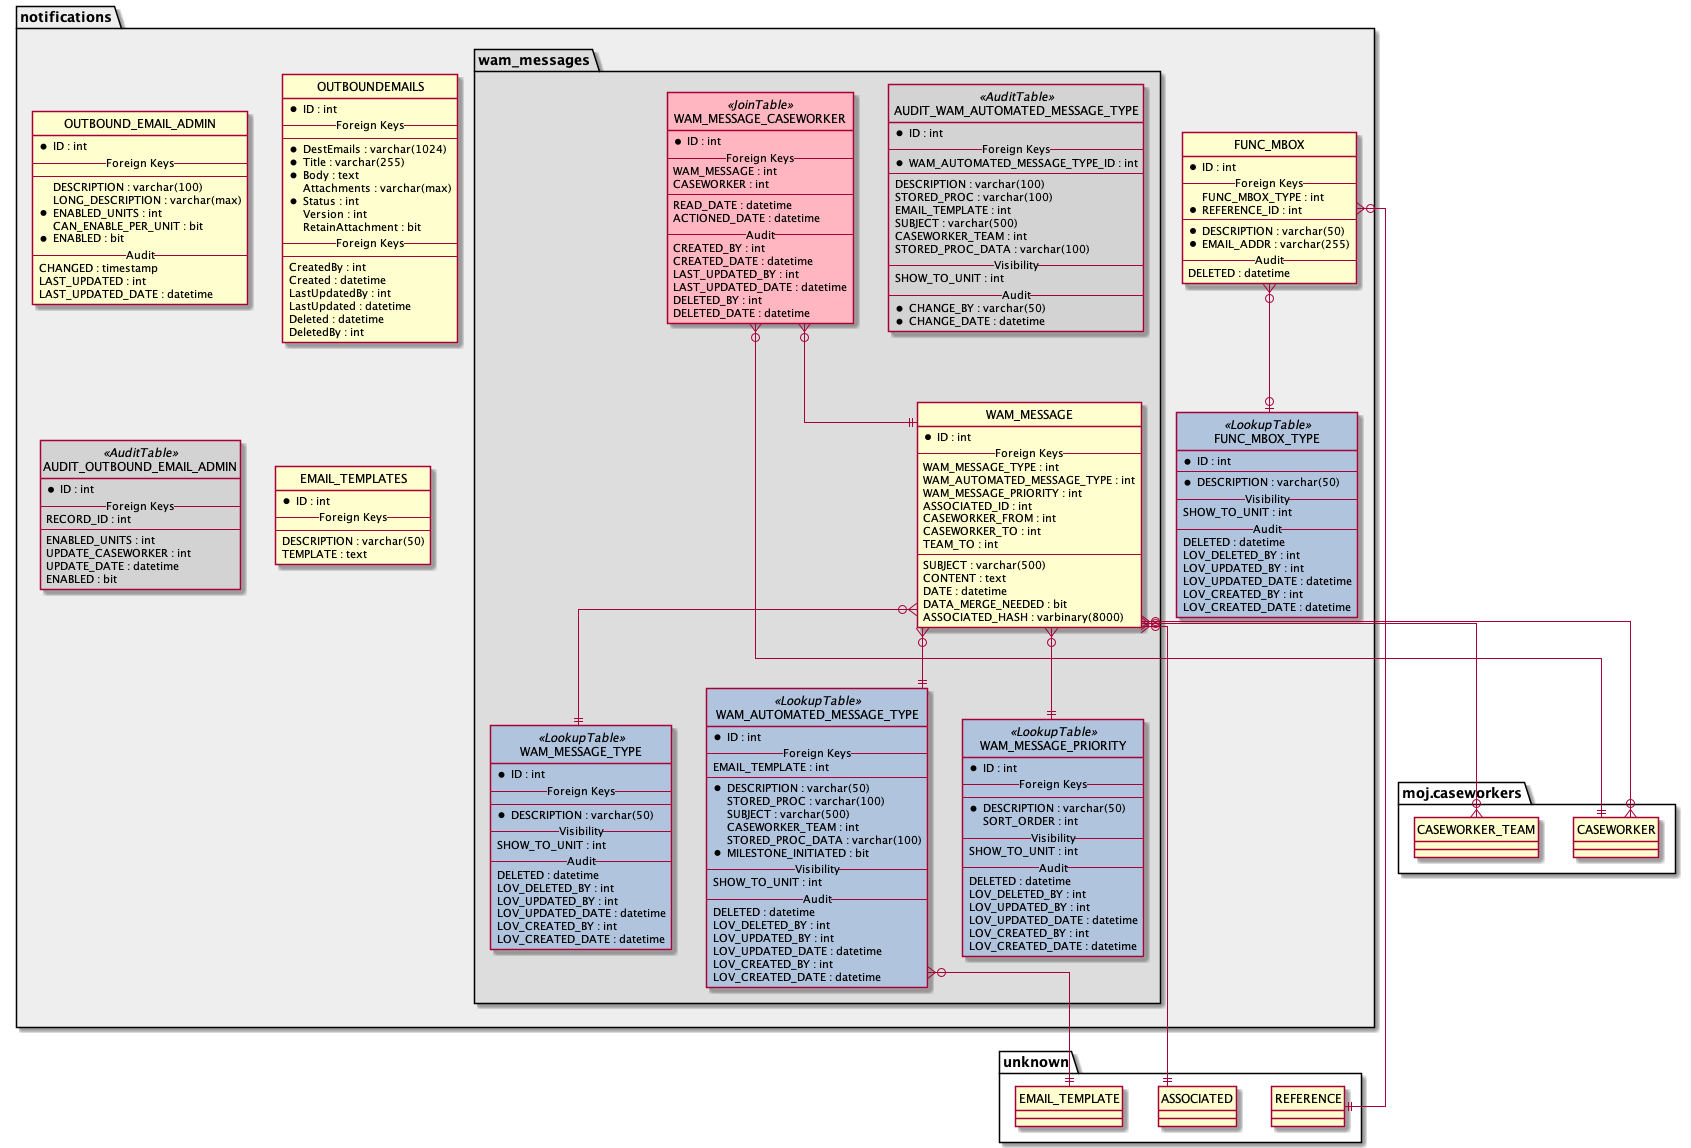 notifications
OUTBOUND_EMAIL_ADMIN
ID : int
Foreign Keys
DESCRIPTION : varchar(100)
LONG_DESCRIPTION : varchar(max)
ENABLED_UNITS : int
CAN_ENABLE_PER_UNIT : bit
ENABLED : bit
Audit
CHANGED : timestamp
LAST_UPDATED : int
LAST_UPDATED_DATE : datetime
OUTBOUNDEMAILS
ID : int
Foreign Keys
DestEmails : varchar(1024)
Title : varchar(255)
Body : text
Attachments : varchar(max)
Status : int
Version : int
RetainAttachment : bit
Foreign Keys
CreatedBy : int
Created : datetime
LastUpdatedBy : int
LastUpdated : datetime
Deleted : datetime
DeletedBy : int
wam_messages
«JoinTable»
WAM_MESSAGE_CASEWORKER
ID : int
Foreign Keys
WAM_MESSAGE : int
CASEWORKER : int
READ_DATE : datetime
ACTIONED_DATE : datetime
Audit
CREATED_BY : int
CREATED_DATE : datetime
LAST_UPDATED_BY : int
LAST_UPDATED_DATE : datetime
DELETED_BY : int
DELETED_DATE : datetime
«AuditTable»
AUDIT_WAM_AUTOMATED_MESSAGE_TYPE
ID : int
Foreign Keys
WAM_AUTOMATED_MESSAGE_TYPE_ID : int
DESCRIPTION : varchar(100)
STORED_PROC : varchar(100)
EMAIL_TEMPLATE : int
SUBJECT : varchar(500)
CASEWORKER_TEAM : int
STORED_PROC_DATA : varchar(100)
Visibility
SHOW_TO_UNIT : int
Audit
CHANGE_BY : varchar(50)
CHANGE_DATE : datetime
FUNC_MBOX
ID : int
Foreign Keys
FUNC_MBOX_TYPE : int
REFERENCE_ID : int
DESCRIPTION : varchar(50)
EMAIL_ADDR : varchar(255)
Audit
DELETED : datetime
«AuditTable»
AUDIT_OUTBOUND_EMAIL_ADMIN
ID : int
Foreign Keys
RECORD_ID : int
ENABLED_UNITS : int
UPDATE_CASEWORKER : int
UPDATE_DATE : datetime
ENABLED : bit
EMAIL_TEMPLATES
ID : int
Foreign Keys
DESCRIPTION : varchar(50)
TEMPLATE : text
WAM_MESSAGE
ID : int
Foreign Keys
WAM_MESSAGE_TYPE : int
WAM_AUTOMATED_MESSAGE_TYPE : int
WAM_MESSAGE_PRIORITY : int
ASSOCIATED_ID : int
CASEWORKER_FROM : int
CASEWORKER_TO : int
TEAM_TO : int
SUBJECT : varchar(500)
CONTENT : text
DATE : datetime
DATA_MERGE_NEEDED : bit
ASSOCIATED_HASH : varbinary(8000)
«LookupTable»
FUNC_MBOX_TYPE
ID : int
DESCRIPTION : varchar(50)
Visibility
SHOW_TO_UNIT : int
Audit
DELETED : datetime
LOV_DELETED_BY : int
LOV_UPDATED_BY : int
LOV_UPDATED_DATE : datetime
LOV_CREATED_BY : int
LOV_CREATED_DATE : datetime
«LookupTable»
WAM_MESSAGE_TYPE
ID : int
Foreign Keys
DESCRIPTION : varchar(50)
Visibility
SHOW_TO_UNIT : int
Audit
DELETED : datetime
LOV_DELETED_BY : int
LOV_UPDATED_BY : int
LOV_UPDATED_DATE : datetime
LOV_CREATED_BY : int
LOV_CREATED_DATE : datetime
«LookupTable»
WAM_AUTOMATED_MESSAGE_TYPE
ID : int
Foreign Keys
EMAIL_TEMPLATE : int
DESCRIPTION : varchar(50)
STORED_PROC : varchar(100)
SUBJECT : varchar(500)
CASEWORKER_TEAM : int
STORED_PROC_DATA : varchar(100)
MILESTONE_INITIATED : bit
Visibility
SHOW_TO_UNIT : int
Audit
DELETED : datetime
LOV_DELETED_BY : int
LOV_UPDATED_BY : int
LOV_UPDATED_DATE : datetime
LOV_CREATED_BY : int
LOV_CREATED_DATE : datetime
«LookupTable»
WAM_MESSAGE_PRIORITY
ID : int
Foreign Keys
DESCRIPTION : varchar(50)
SORT_ORDER : int
Visibility
SHOW_TO_UNIT : int
Audit
DELETED : datetime
LOV_DELETED_BY : int
LOV_UPDATED_BY : int
LOV_UPDATED_DATE : datetime
LOV_CREATED_BY : int
LOV_CREATED_DATE : datetime
moj.caseworkers
CASEWORKER_TEAM
CASEWORKER
unknown
EMAIL_TEMPLATE
ASSOCIATED
REFERENCE